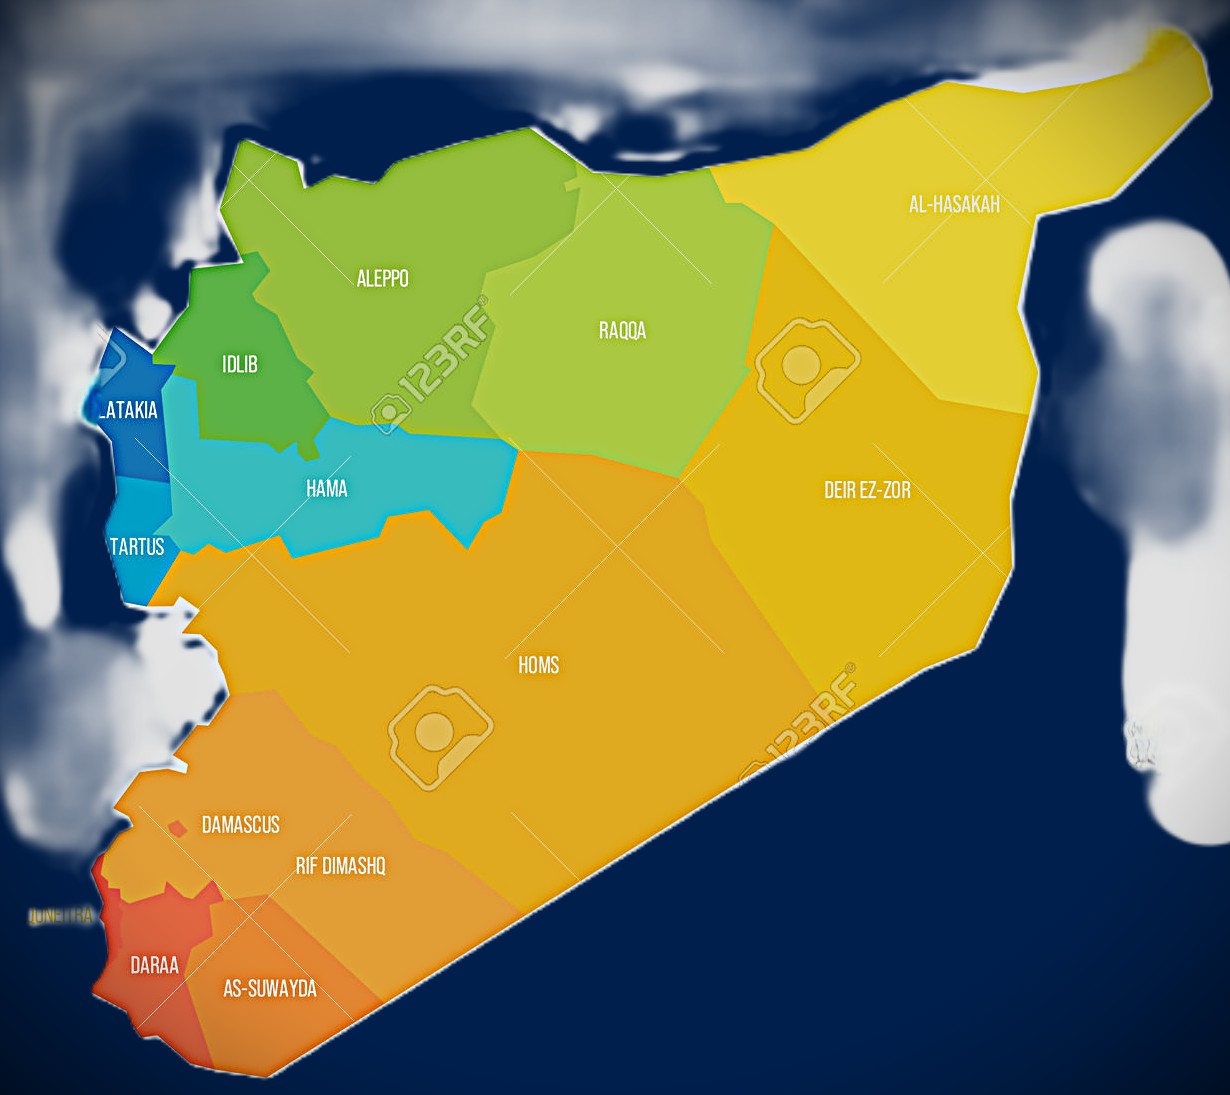 AL-HASAKAH
ALEPPO
RAQQA
IDLIB
LATAKIA
DEIR EZ-ZOR
HAMA
TARTUS
HOMS
DAMASCUS
RIF DIMASHQ
DARAA
AS-SUWAYDA
123RF
123RF